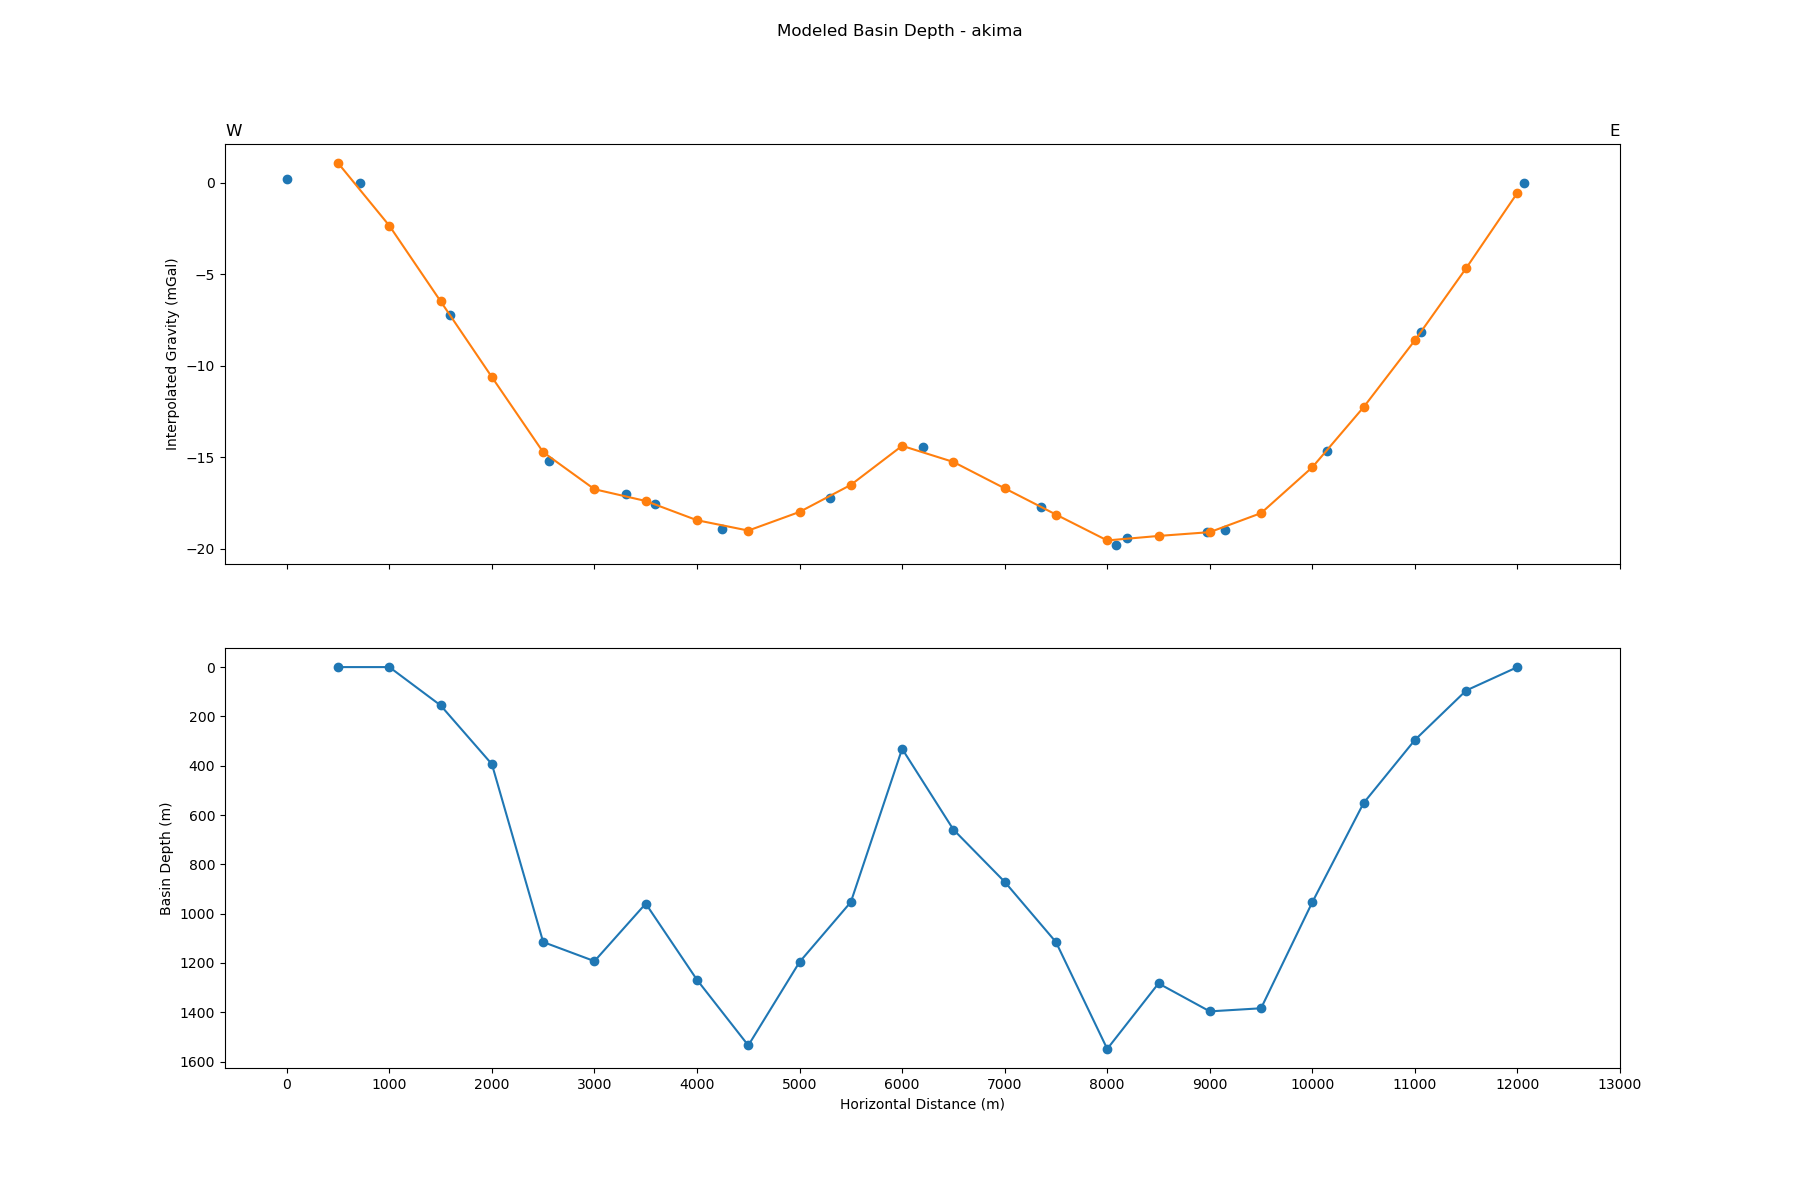 Modeled Basin Depth - akima
W E
0
−5
−10
−15
−20
Interpolated Gravity (mGal)
0
200
400
600
800
1000
1200
1400
1600
Basin Depth (m)
0 1000 2000 3000 4000 5000 6000 7000 8000 9000 10000 11000 12000 13000
Horizontal Distance (m)